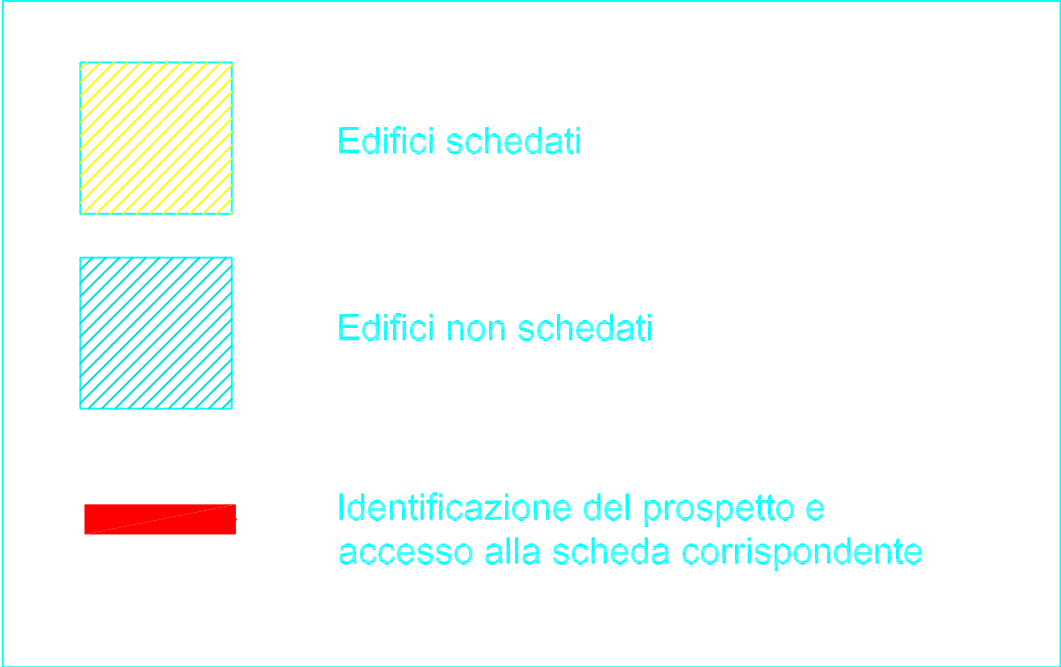 Edifici schedati
Edifici non schedati
Identificazione del prospetto e
accesso alla scheda corrispondente